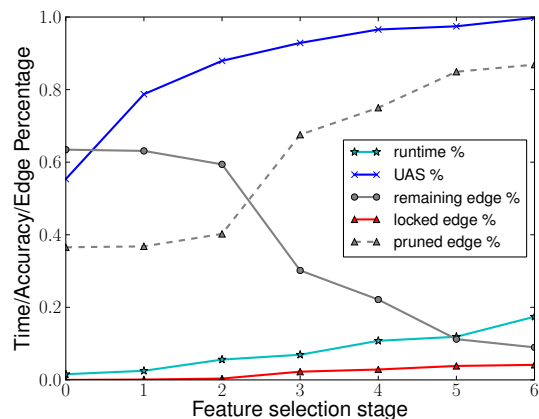 Time/Accuracy/Edge Percentage
1.0
0.8
0.6
0.4
0.2
0.0
runtime %
UAS %
remaining edge %
locked edge %
pruned edge %
0 1 2 3 4 5 6
Feature selection stage